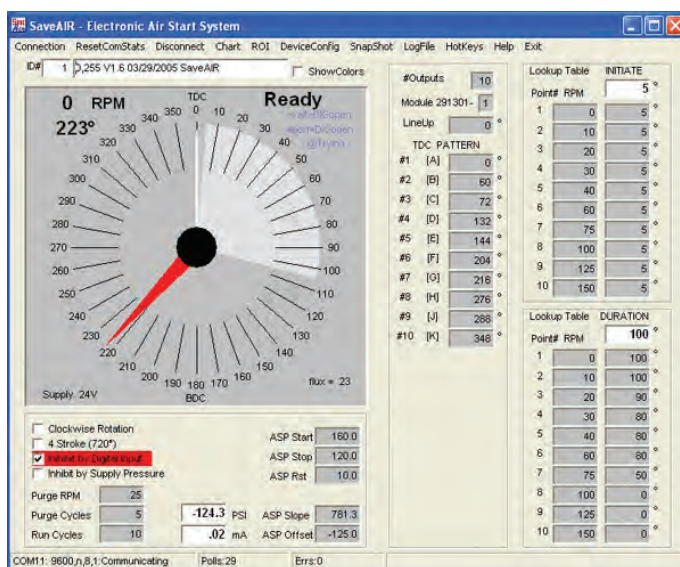 SaveAIR - Electronic Air Start System
Connection ResetComStats Disconnect Chart ROI DeviceConfig SnapShot LogFile HotKeys Help Exit
ID# 1 0,255 V1.6 03/29/2005 SaveAIR ShowColors
0 RPM
223º
Ready
TDC
0
10
20
30
40
50
60
70
80
90
100
110
120
130
140
150
160
170
180
190
200
210
220
230
240
250
260
270
280
290
300
310
320
330
340
350
BDC
Supply 24V
flux = 23
Clockwise Rotation
4 Stroke (720º)
Inhibit by Digital Input
Inhibit by Supply Pressure
Purge RPM 25
Purge Cycles 5
Run Cycles 10
-124.3 PSI
.02 mA
ASP Start 160.0
ASP Stop 120.0
ASP Rst 10.0
ASP Slope 781.3
ASP Offset -125.0
#Outputs 10
Module 291301- 1
LineUp 0 º
TDC PATTERN
#1 [A] 0 º
#2 [B] 60 º
#3 [C] 72 º
#4 [D] 132 º
#5 [E] 144 º
#6 [F] 204 º
#7 [G] 216 º
#8 [H] 276 º
#9 [J] 288 º
#10 [K] 348 º
Lookup Table INITIATE
Point# RPM 5 º
1 0 5 º
2 10 5 º
3 20 5 º
4 30 5 º
5 40 5 º
6 60 5 º
7 75 5 º
8 100 5 º
9 125 5 º
10 150 5 º
Lookup Table DURATION
Point# RPM 100 º
1 0 100 º
2 10 100 º
3 20 90 º
4 30 80 º
5 40 80 º
6 60 80 º
7 75 50 º
8 100 0 º
9 125 0 º
10 150 0 º
COM11: 9600,n,8,1:Communicating Polls:29 Errs:0